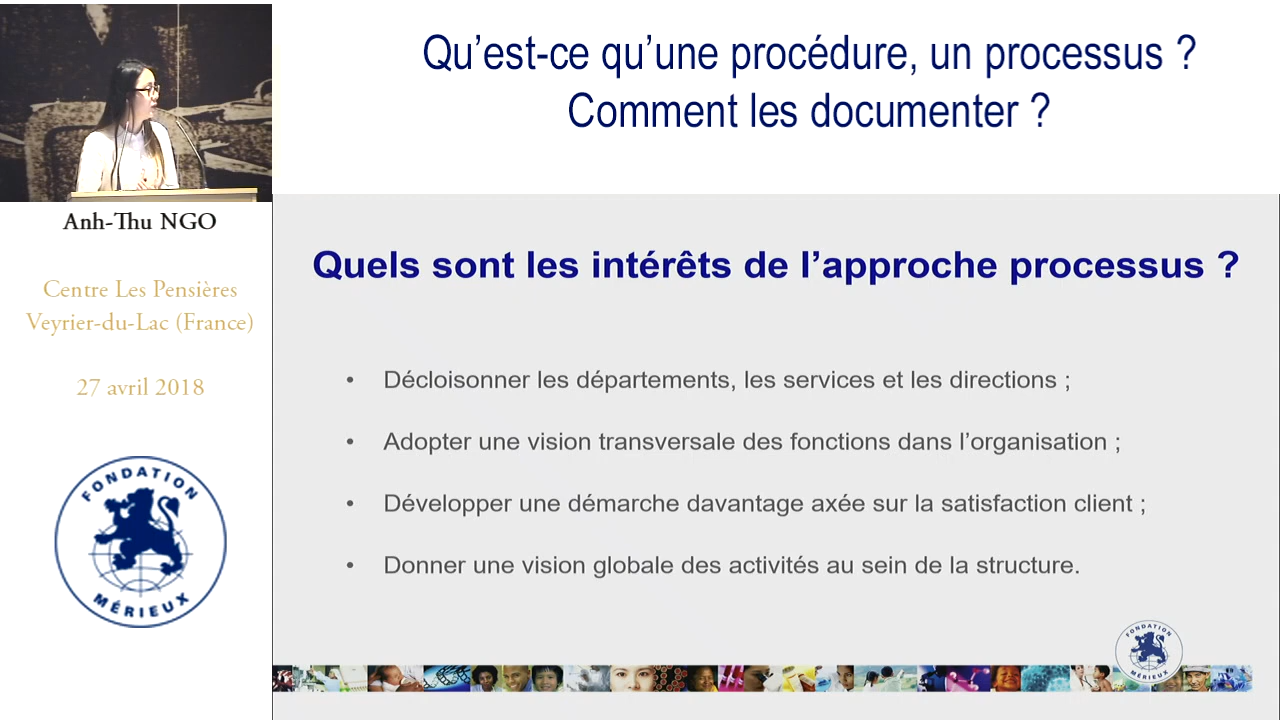 Qu’est-ce qu’une procédure, un processus ?
Comment les documenter ?
Anh-Thu NGO
Centre Les Pensières
Veyrier-du-Lac (France)
27 avril 2018
FONDATION
MÉRIEUX
Quels sont les intérêts de l’approche processus ?
• Décloisonner les départements, les services et les directions ;
• Adopter une vision transversale des fonctions dans l’organisation ;
• Développer une démarche davantage axée sur la satisfaction client ;
• Donner une vision globale des activités au sein de la structure.
FONDATION
MÉRIEUX